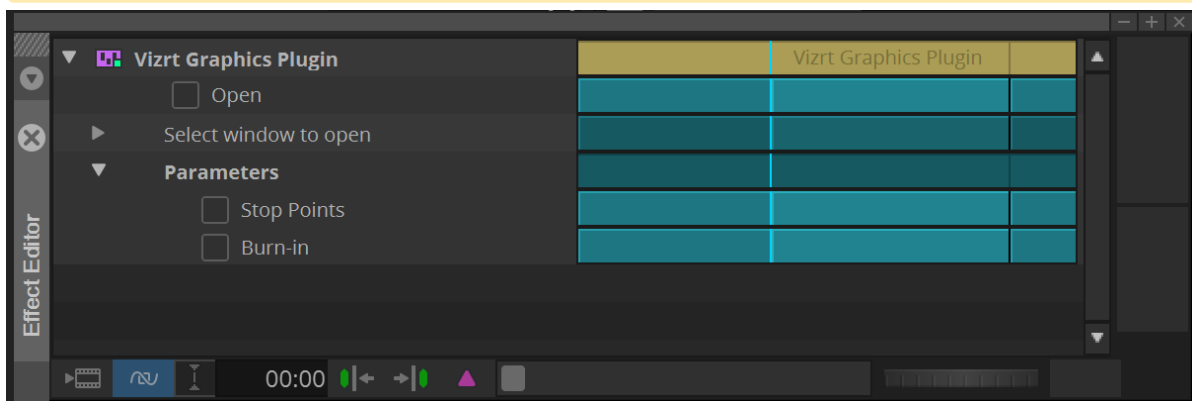 Vizrt Graphics Plugin
Vizrt Graphics Plugin
Open
Select window to open
Parameters
Stop Points
Burn-in
Effect Editor
00:00